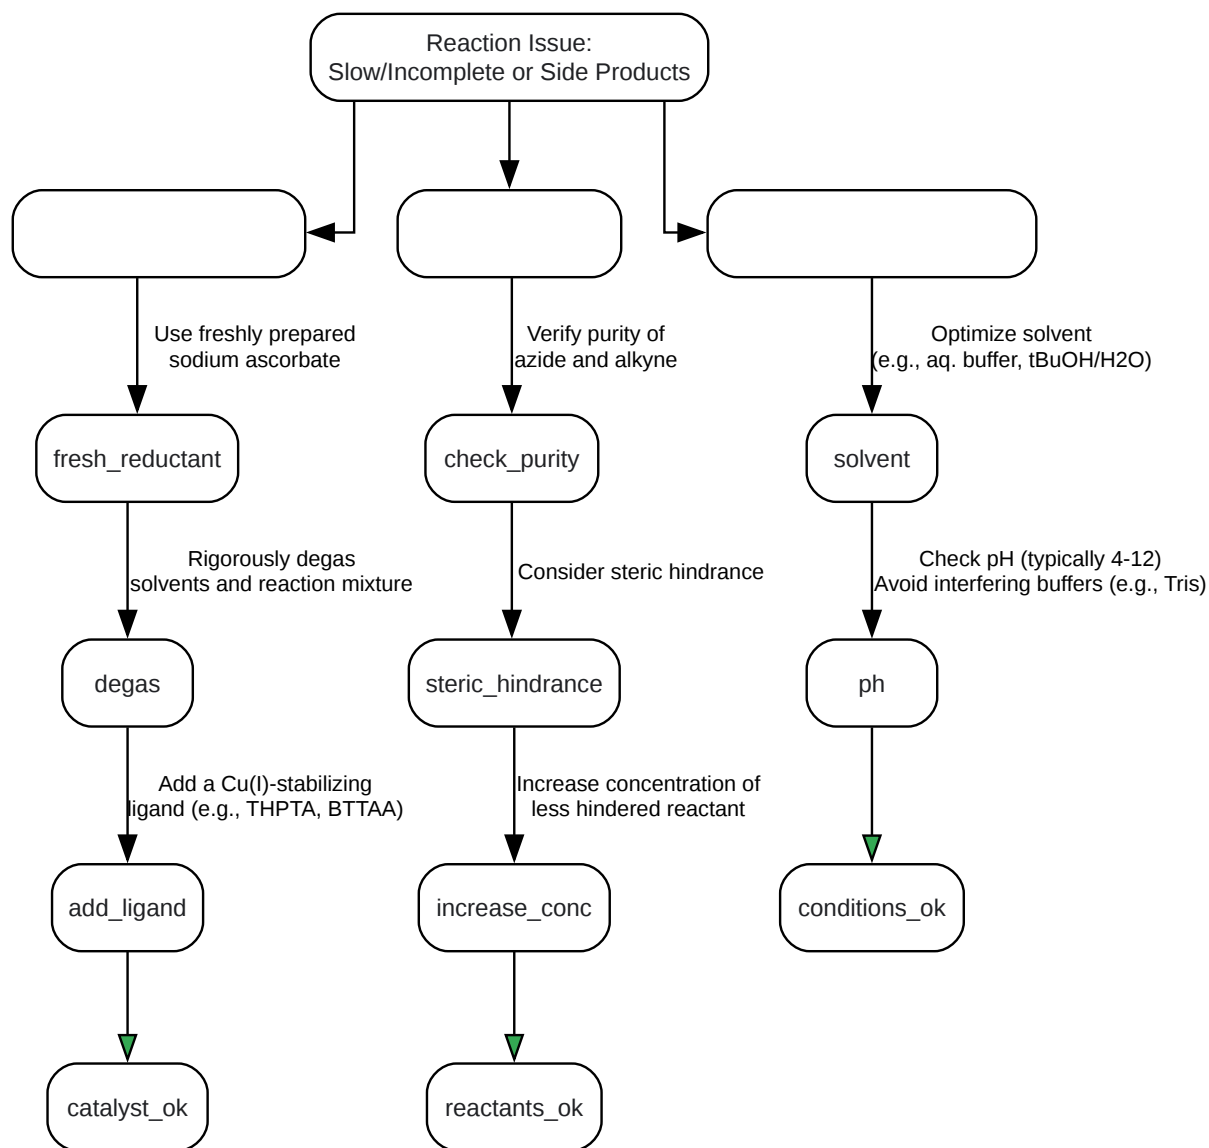 Reaction Issue:
Slow/Incomplete or Side Products
Use freshly prepared
sodium ascorbate
Verify purity of
azide and alkyne
Optimize solvent
(e.g., aq. buffer, tBuOH/H2O)
fresh_reductant
check_purity
solvent
Rigorously degas
solvents and reaction mixture
Consider steric hindrance
Check pH (typically 4-12)
Avoid interfering buffers (e.g., Tris)
degas
steric_hindrance
ph
Add a Cu(I)-stabilizing
ligand (e.g., THPTA, BTTAA)
Increase concentration of
less hindered reactant
add_ligand
increase_conc
conditions_ok
catalyst_ok
reactants_ok